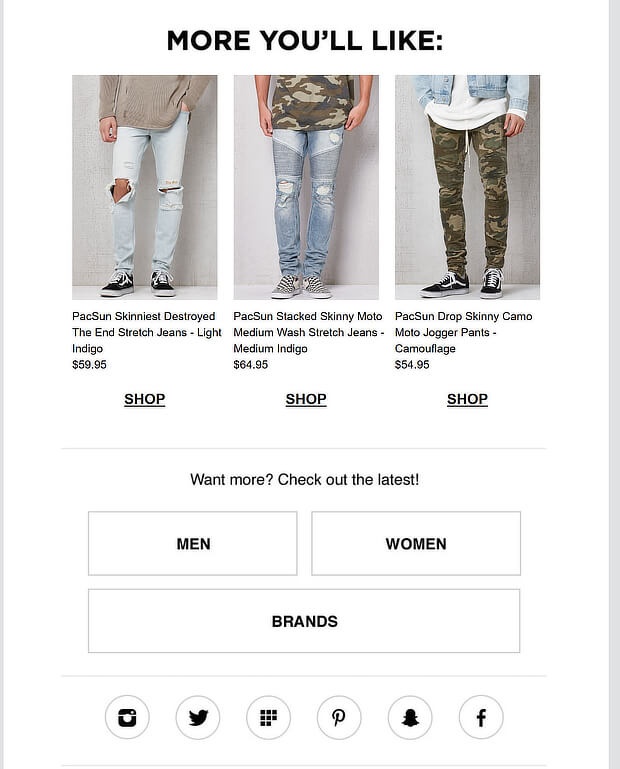 MORE YOU'LL LIKE:
PacSun Skinniest Destroyed
The End Stretch Jeans - Light
Indigo
$59.95
SHOP
PacSun Stacked Skinny Moto
Medium Wash Stretch Jeans -
Medium Indigo
$64.95
SHOP
PacSun Drop Skinny Camo
Moto Jogger Pants -
Camouflage
$54.95
SHOP
Want more? Check out the latest!
MEN
WOMEN
BRANDS